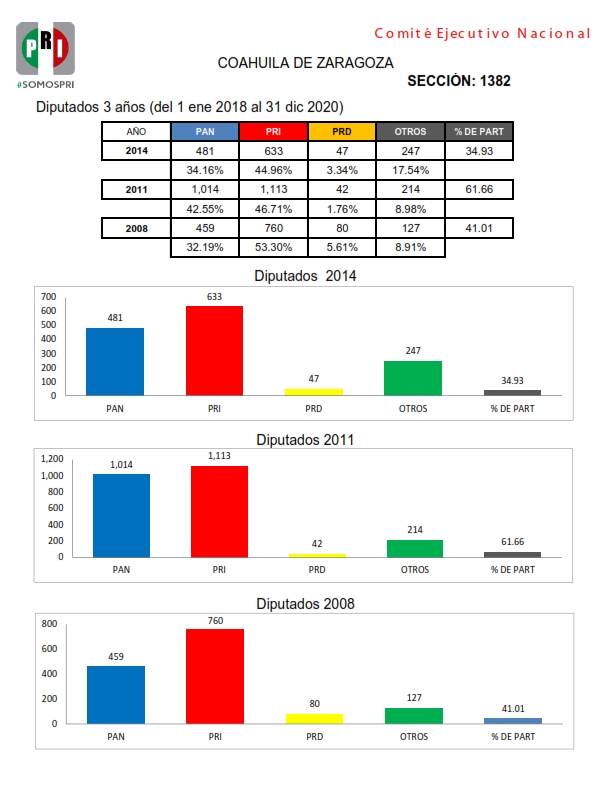 PRI
#SOMOSPRI
Comité Ejecutivo Nacional
COAHUILA DE ZARAGOZA
SECCIÓN: 1382
Diputados 3 años (del 1 ene 2018 al 31 dic 2020)
AÑO PAN PRI PRD OTROS % DE PART
2014 481 633 47 247 34.93
34.16% 44.96% 3.34% 17.54%
2011 1,014 1,113 42 214 61.66
42.55% 46.71% 1.76% 8.98%
2008 459 760 80 127 41.01
32.19% 53.30% 5.61% 8.91%
Diputados 2014
700
600
500
400
300
200
100
0
481 633 47 247 34.93
PAN PRI PRD OTROS % DE PART
Diputados 2011
1,200
1,000
800
600
400
200
0
1,014 1,113 42 214 61.66
PAN PRI PRD OTROS % DE PART
Diputados 2008
800
600
400
200
0
459 760 80 127 41.01
PAN PRI PRD OTROS % DE PART